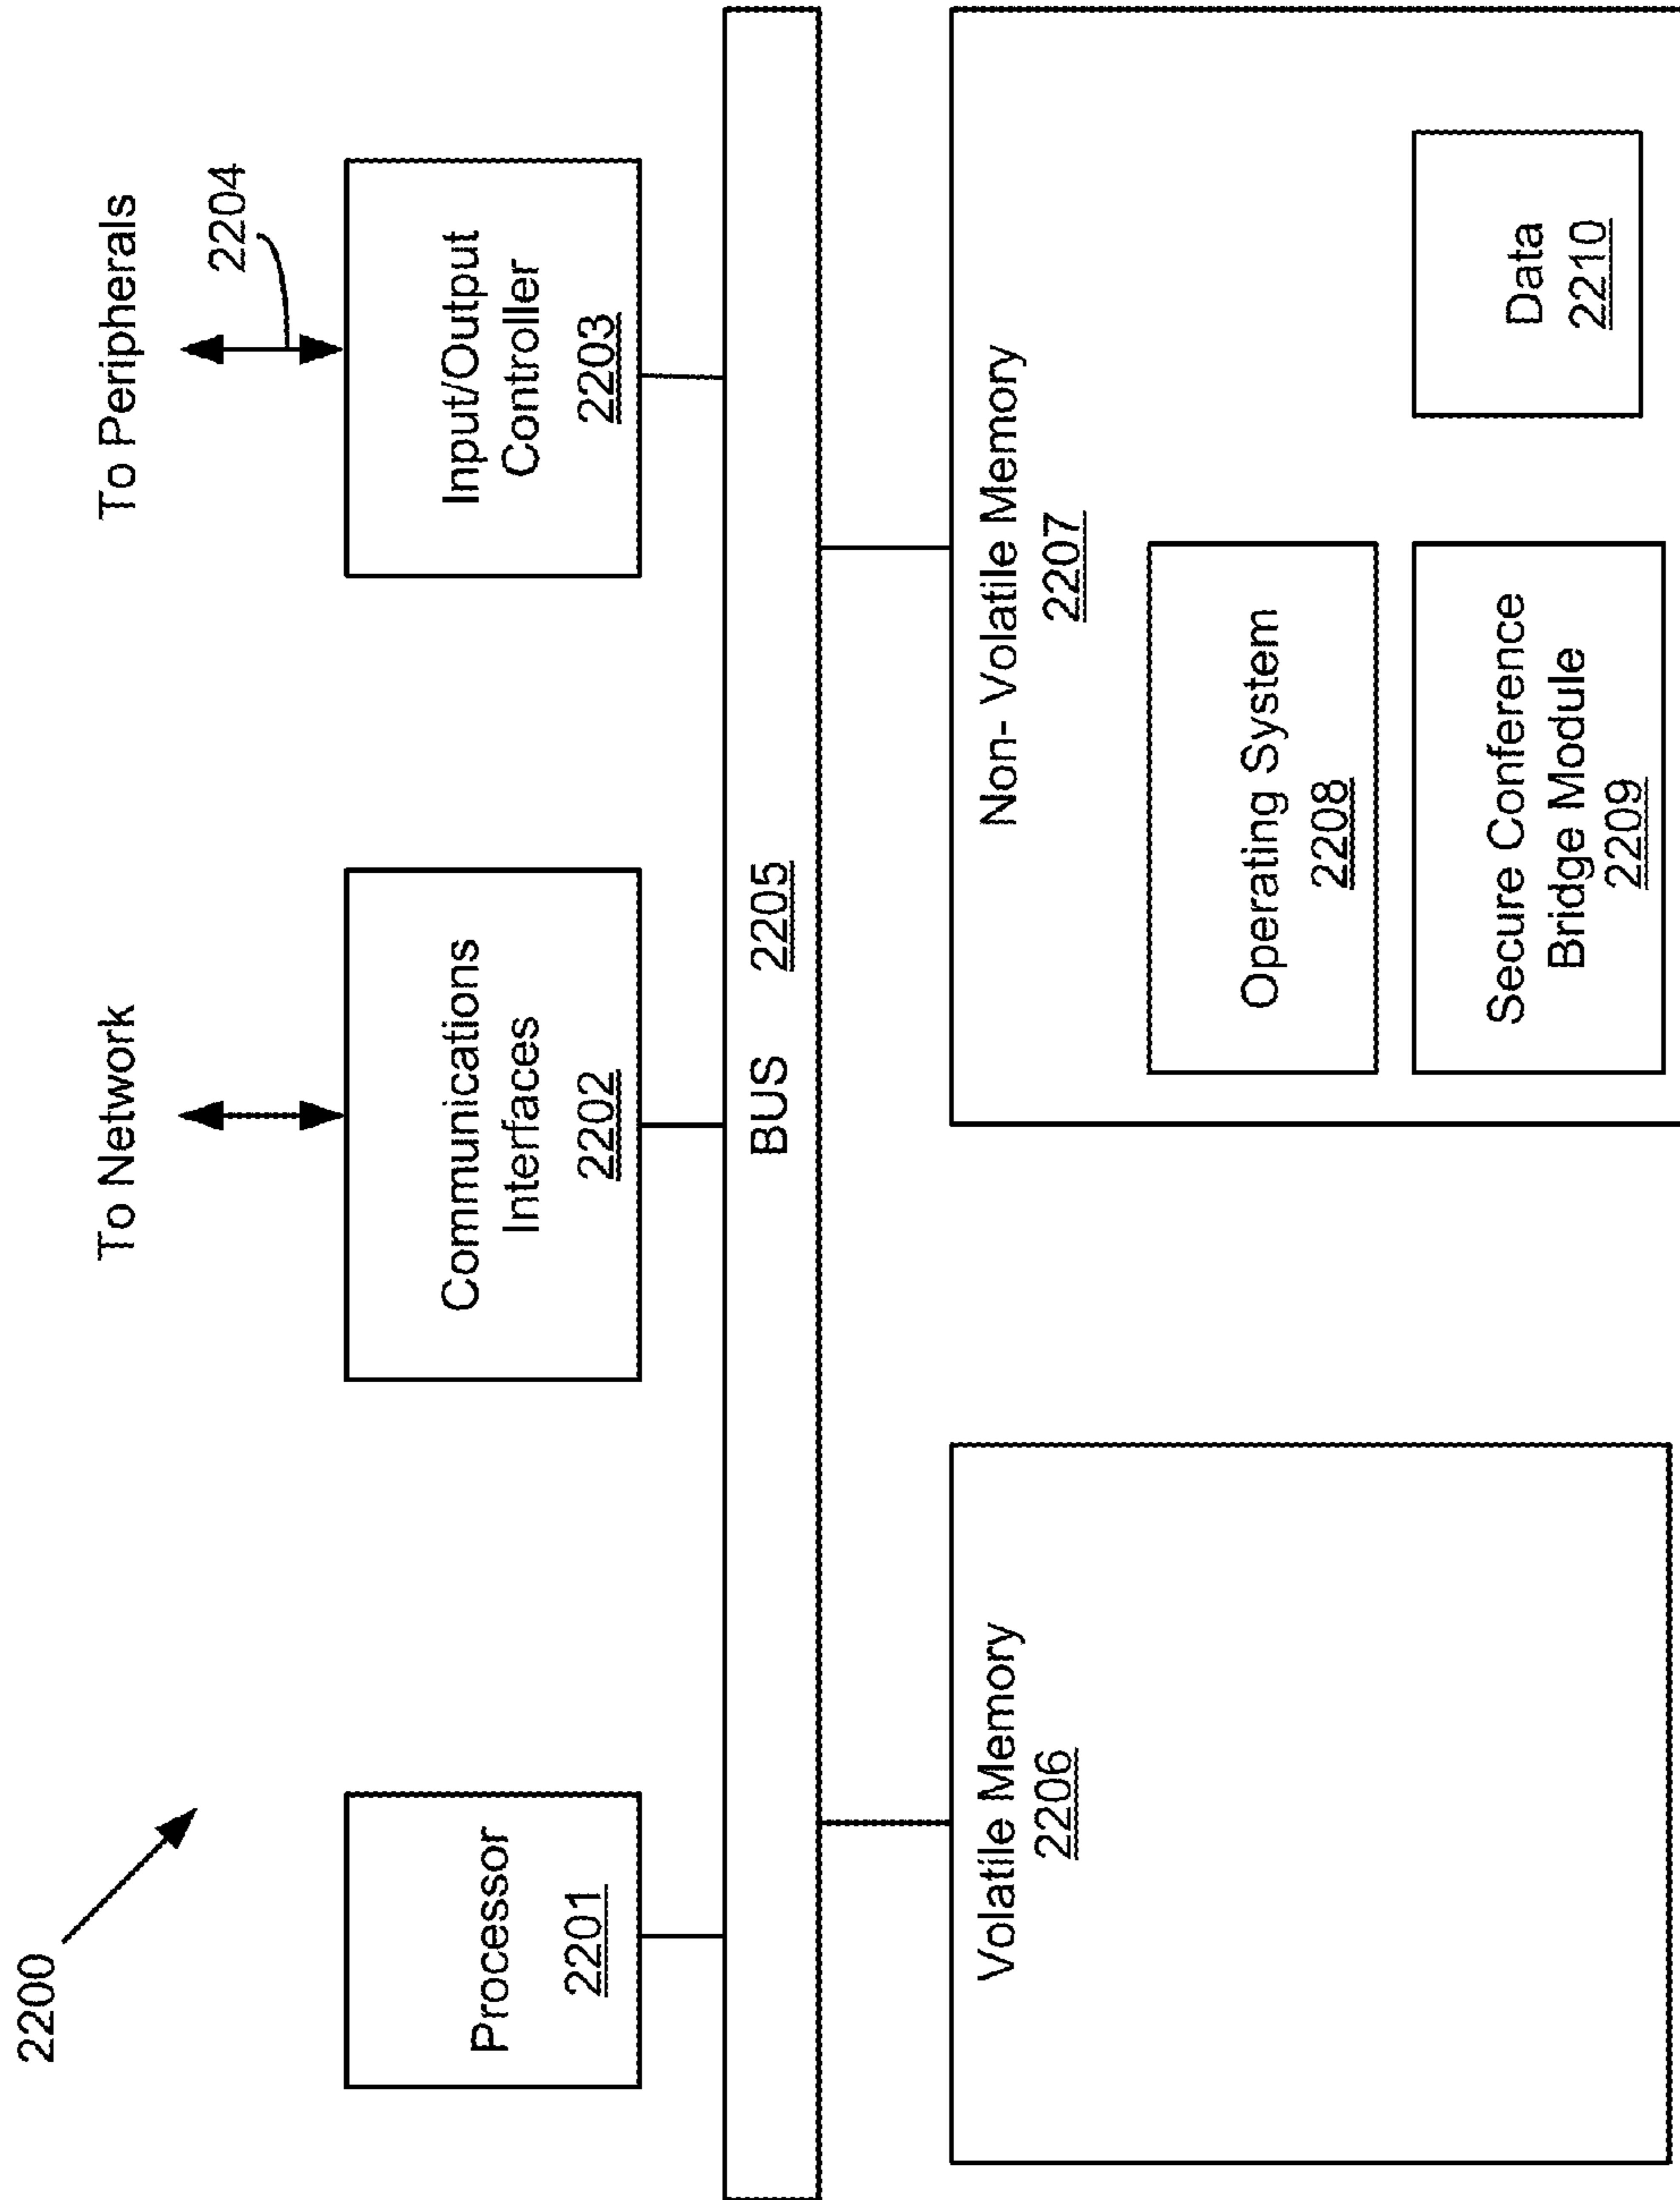 2200
To Network
To Peripherals
2204
Processor
2201
Communications
Interfaces
2202
Input/Output
Controller
2203
BUS 2205
Volatile Memory
2206
Non- Volatile Memory
2207
Operating System
2208
Secure Conference
Bridge Module
2209
Data
2210